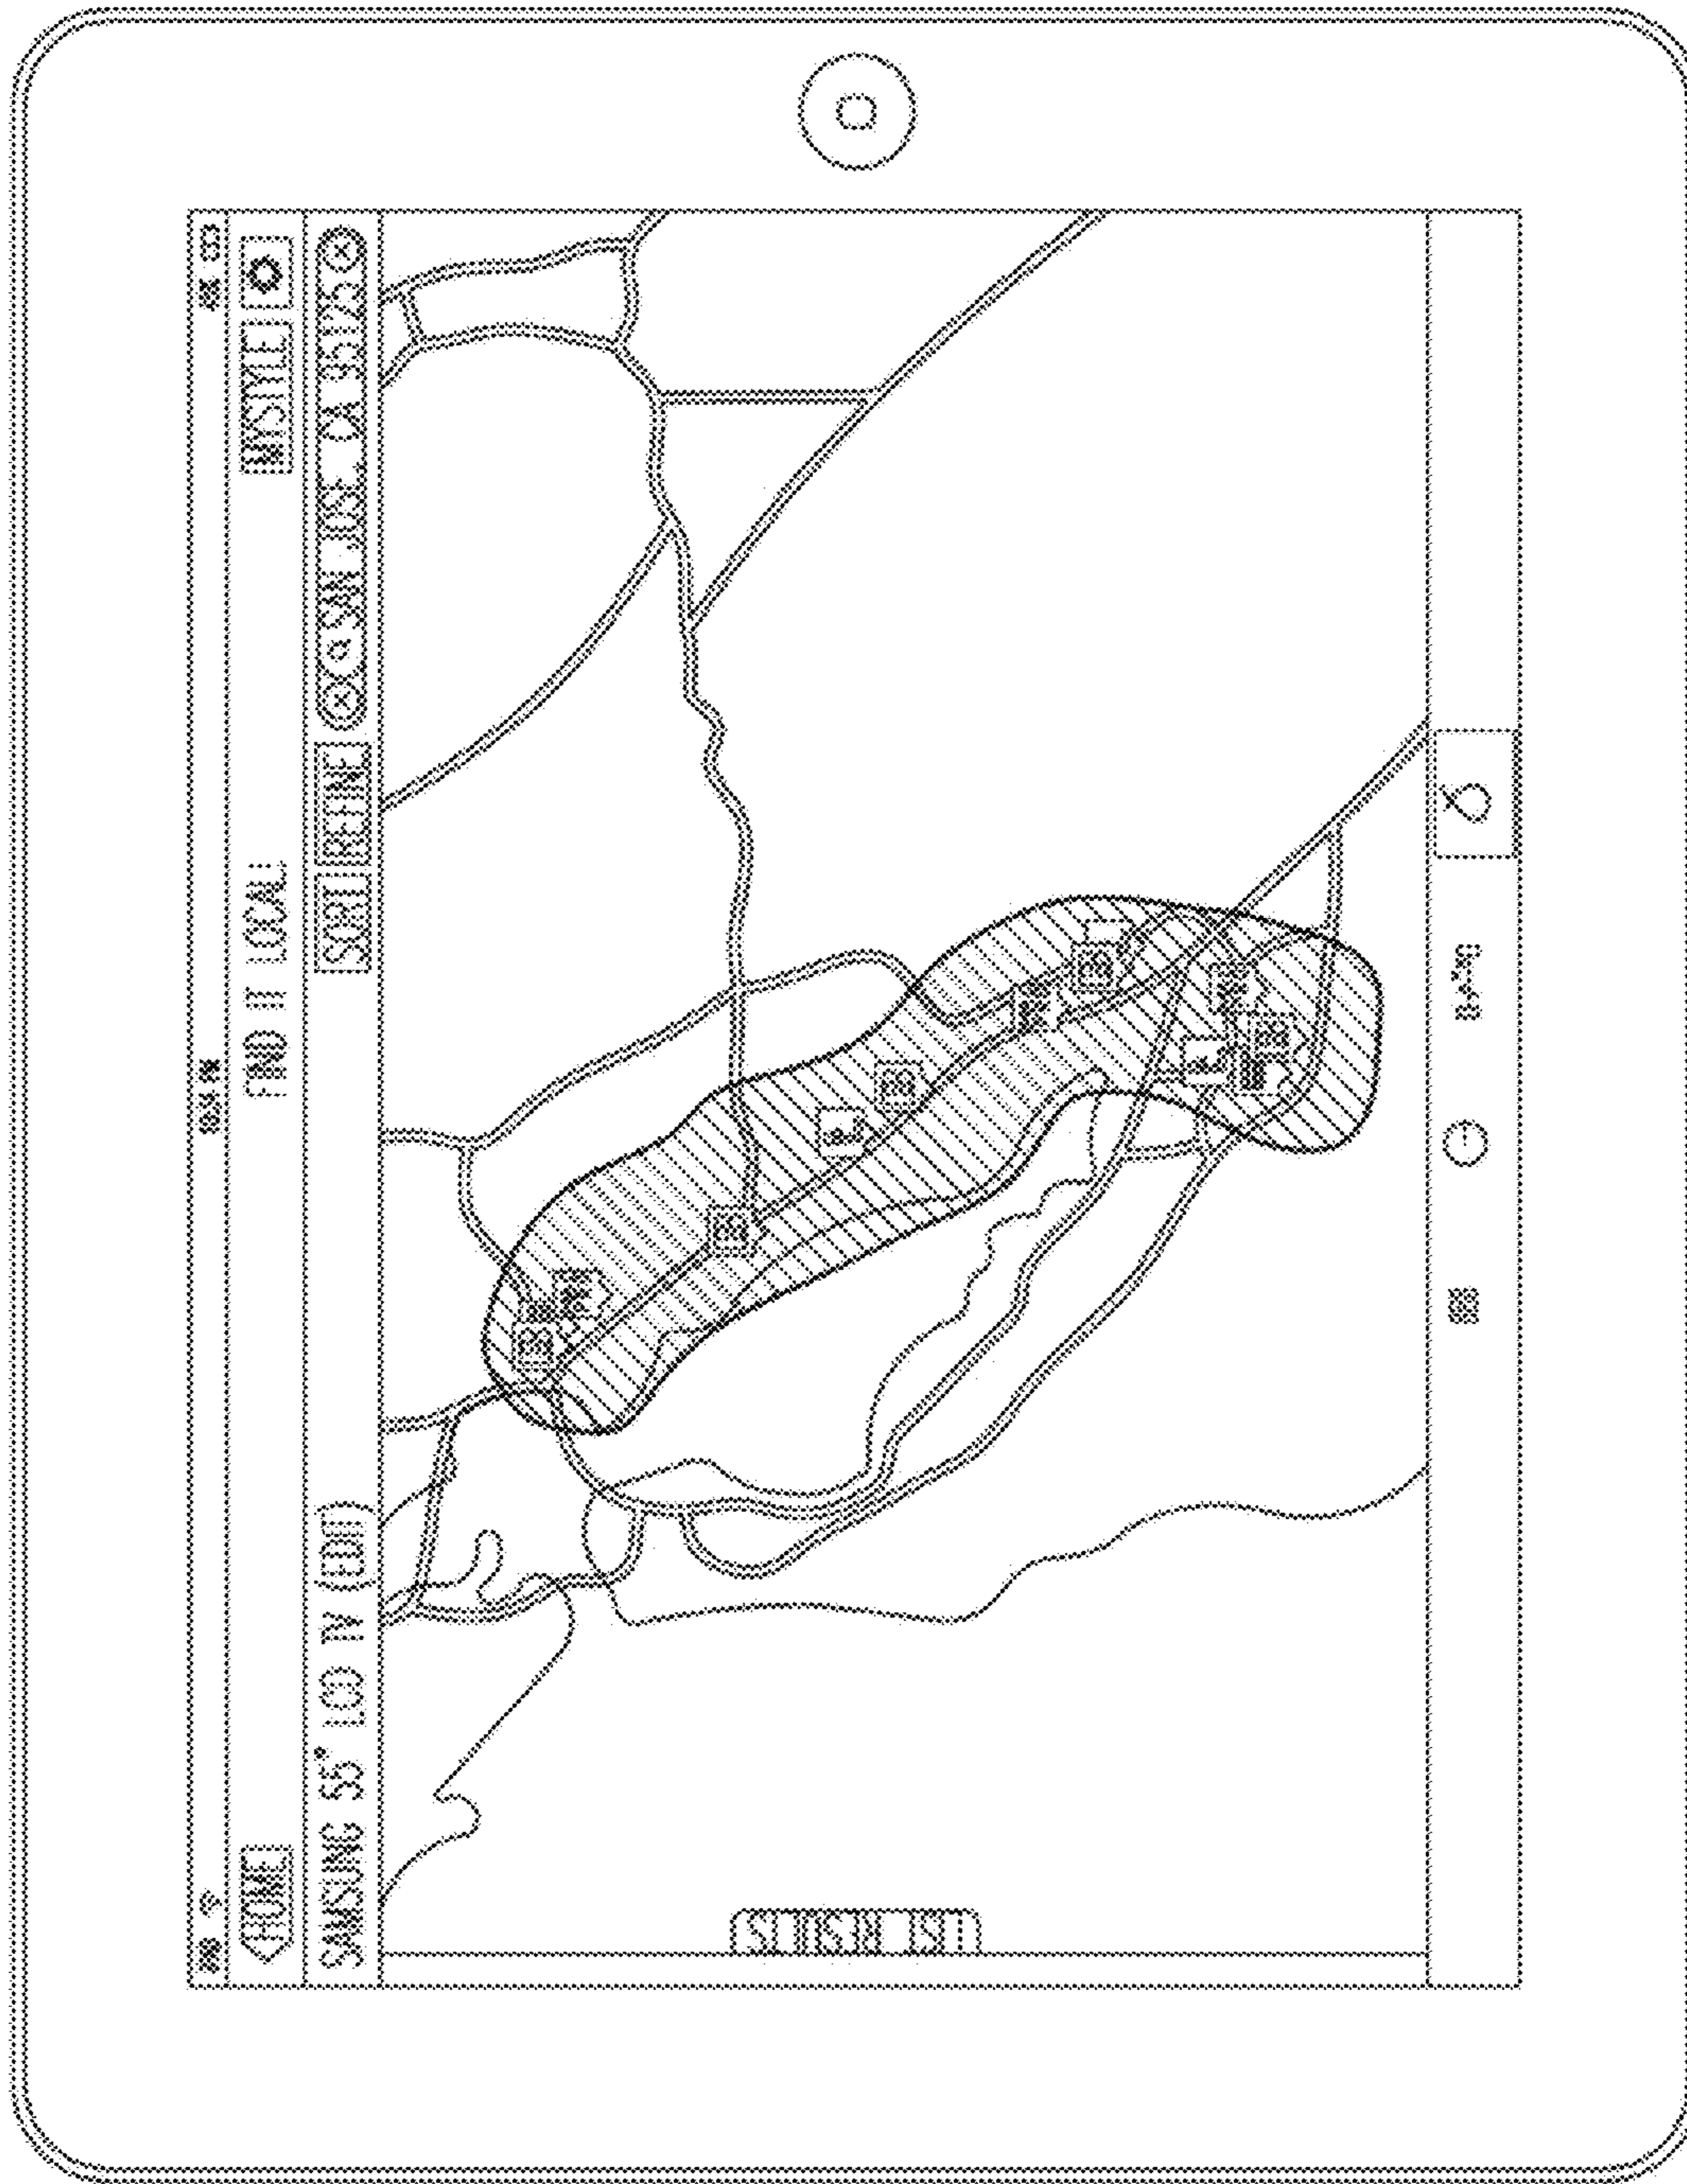 FIND IT LOCAL
HOME
MYSTYLE
SAMSUNG 55" LCD TV (EDIT)
SORT
REFINE
SAN JOSE, CA 95125
LIST RESULTS